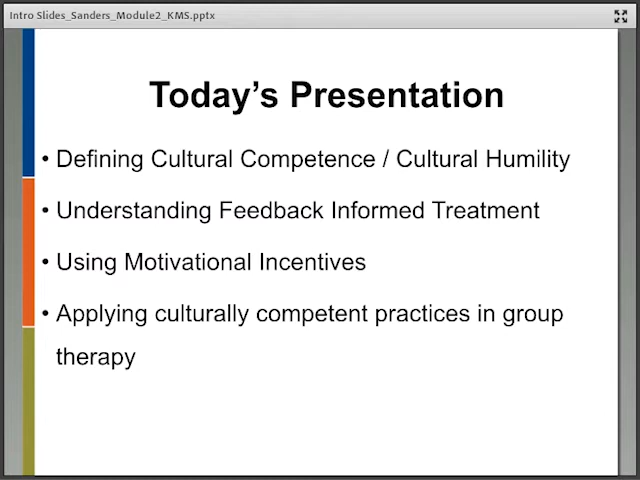 Intro Slides_Sanders_Module2_KMS.pptx
Today's Presentation
• Defining Cultural Competence / Cultural Humility
• Understanding Feedback Informed Treatment
• Using Motivational Incentives
• Applying culturally competent practices in group
therapy